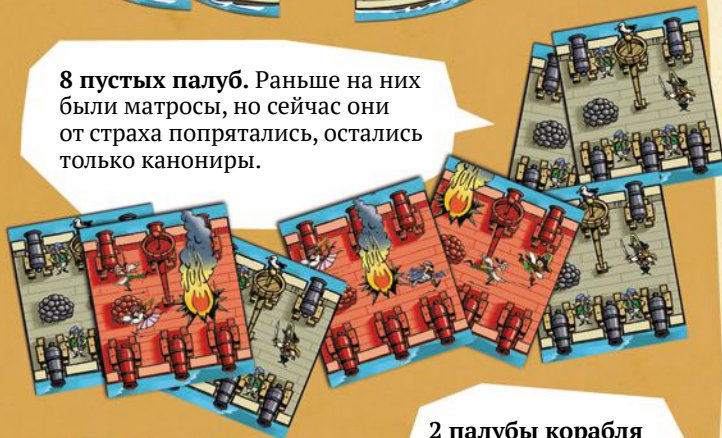 8 пустых палуб. Раньше на них
были матросы, но сейчас они
от страха попрятались, остались
только канониры.
2 палубы корабля